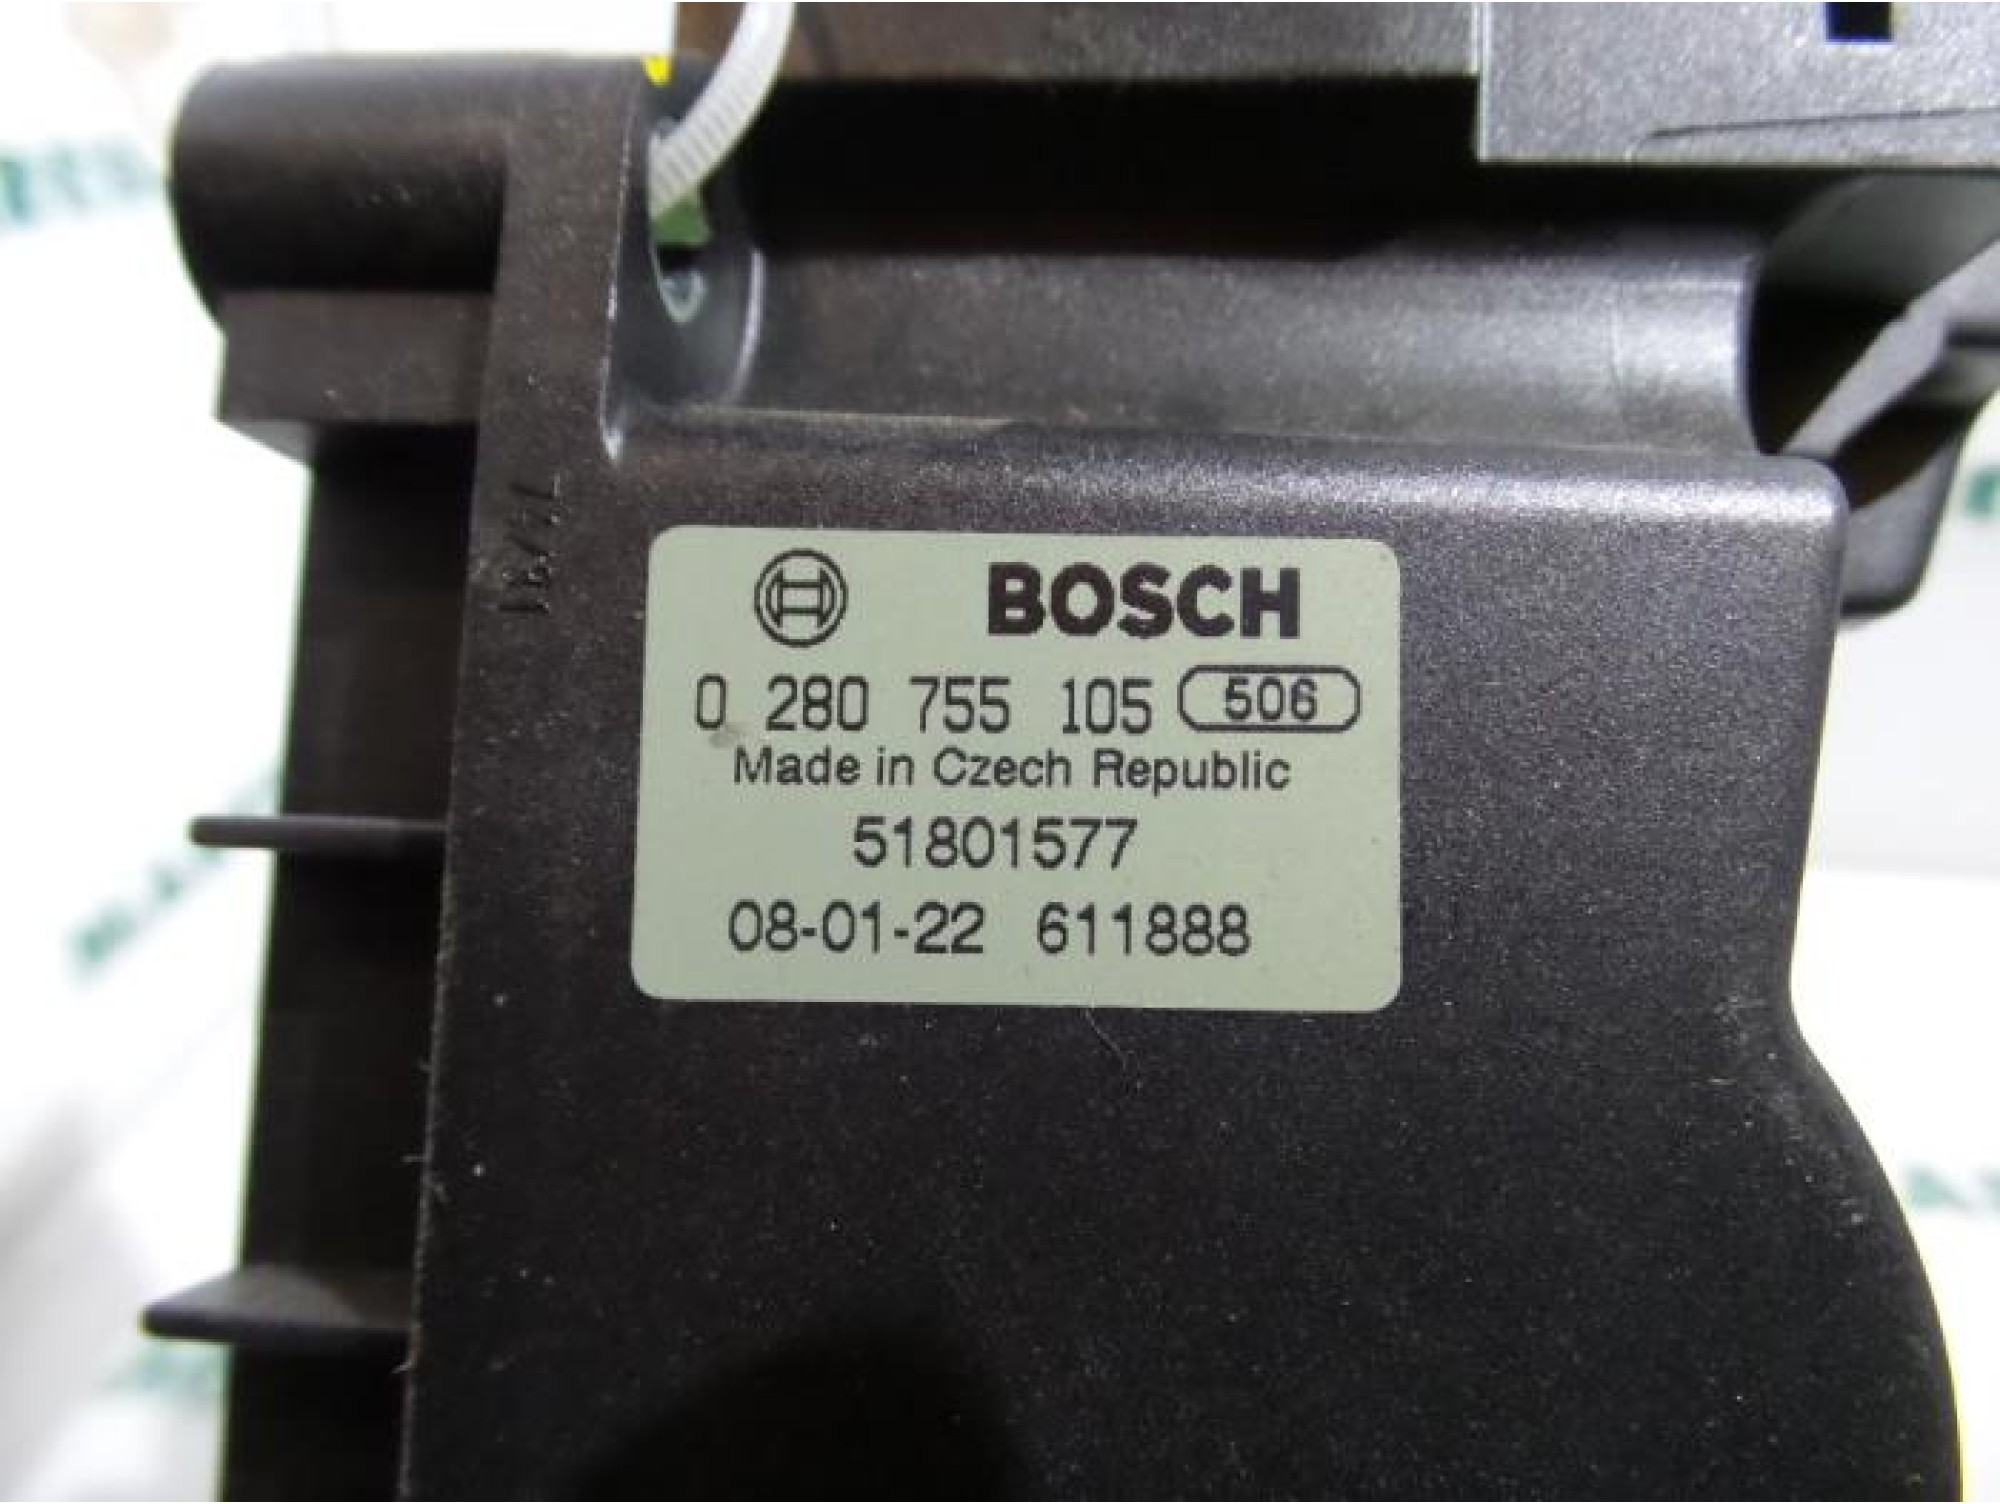 BOSCH
0 280 755 105 506
Made in Czech Republic
51801577
08-01-22 611888